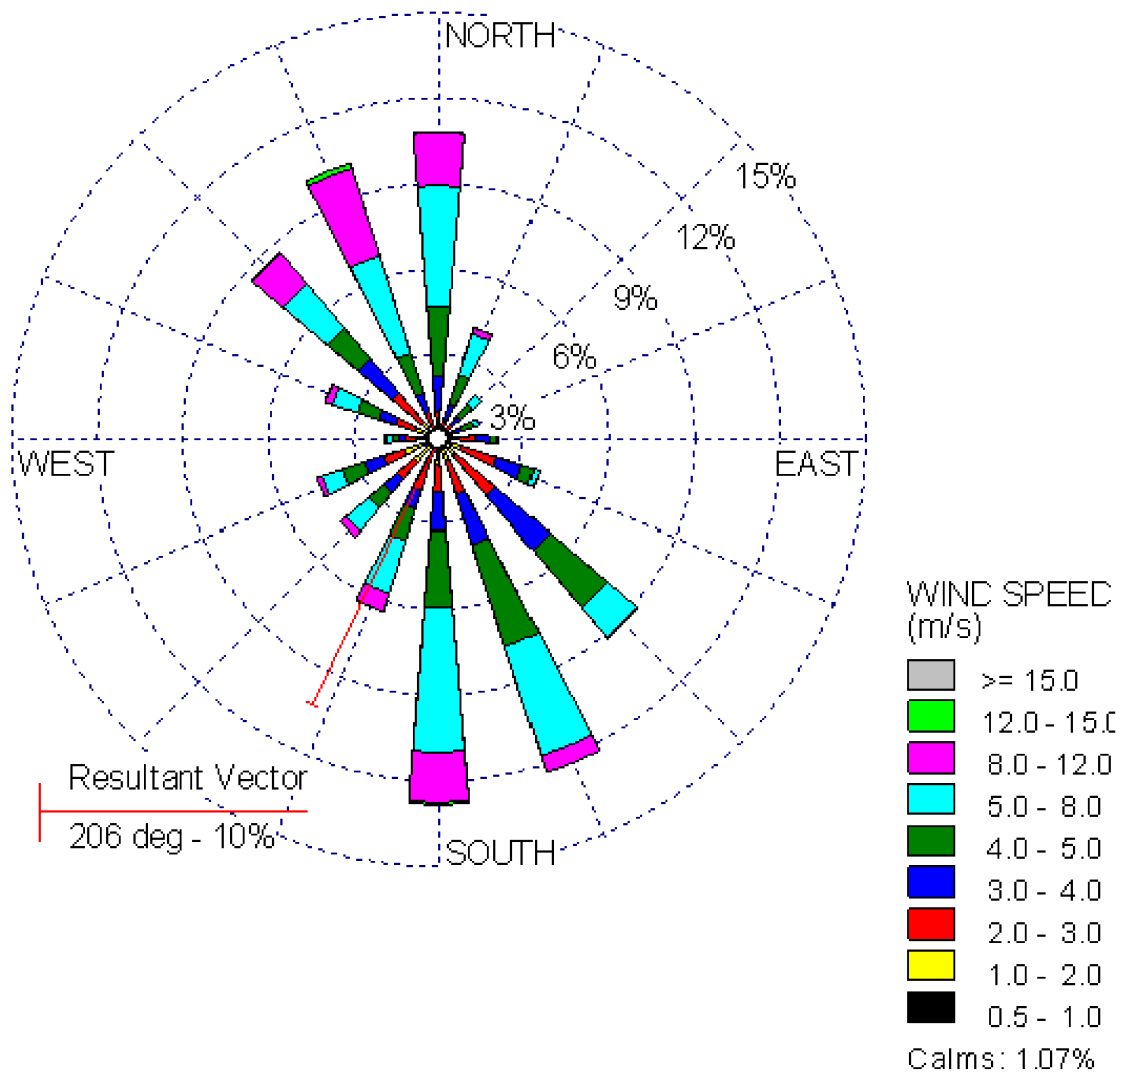 NORTH
15%
12%
9%
6%
3%
WEST
EAST
WIND SPEED
(m/s)
>= 15.0
12.0 - 15.0
8.0 - 12.0
5.0 - 8.0
4.0 - 5.0
3.0 - 4.0
2.0 - 3.0
1.0 - 2.0
0.5 - 1.0
Calms: 1.07%
Resultant Vector
206 deg - 10%
SOUTH